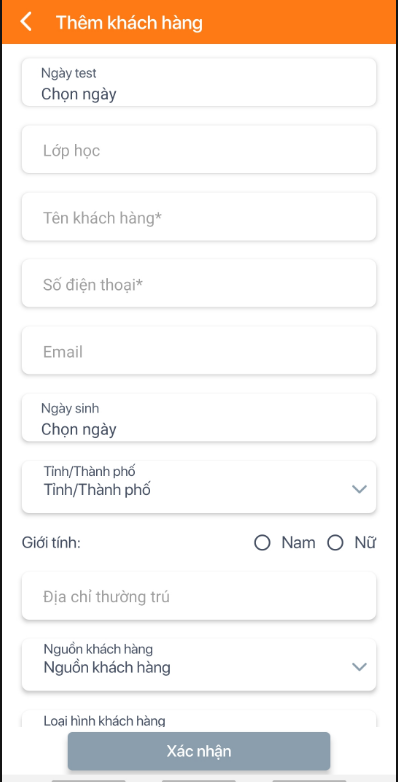 Thêm khách hàng
Ngày test
Chọn ngày
Lớp học
Tên khách hàng*
Số điện thoại*
Email
Ngày sinh
Chọn ngày
Tỉnh/Thành phố
Tỉnh/Thành phố
Giới tính: Nam Nữ
Địa chỉ thường trú
Nguồn khách hàng
Nguồn khách hàng
Loại hình khách hàng
Xác nhận